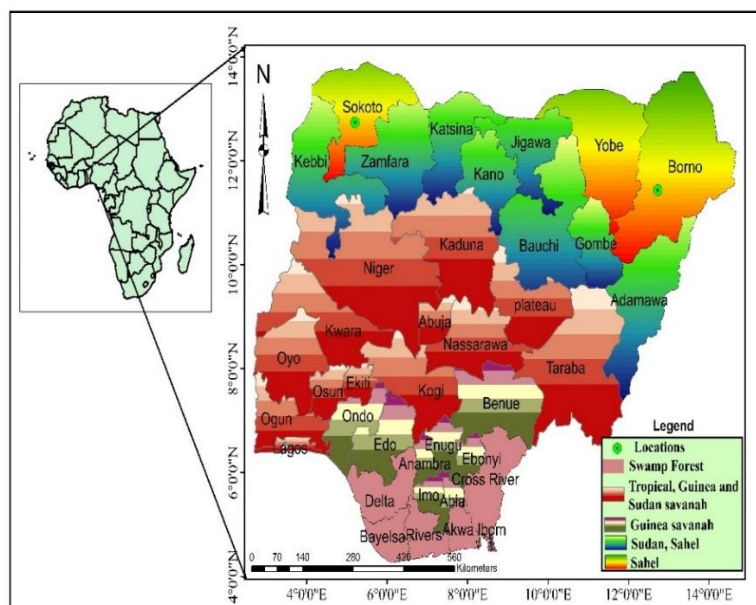 14°0'0"N
12°0'0"N
10°0'0"N
8°0'0"N
6°0'0"N
4°0'0"N
N
Sokoto
Katsina
Jigawa
Yobe
Borno
Kebbi
Zamfara
Kano
Bauchi
Gombe
Adamawa
Kaduna
Niger
plateau
Abuja
Kwara
Nassarawa
Taraba
Oyo
Osun
Ekiti
Kogi
Benue
Ogun
Ondo
Lagos
Edo
Enugu
Anambra
Ebonyi
Cross River
Imo
Abia
Delta
Bayelsa
Rivers
Akwa Ibom
Legend
Locations
Swamp Forest
Tropical, Guinea and
Sudan savanah
Guinea savanah
Sudan, Sahel
Sahel
0 70 140 280 420 560
Kilometers
4°0'0"E 6°0'0"E 8°0'0"E 10°0'0"E 12°0'0"E 14°0'0"E